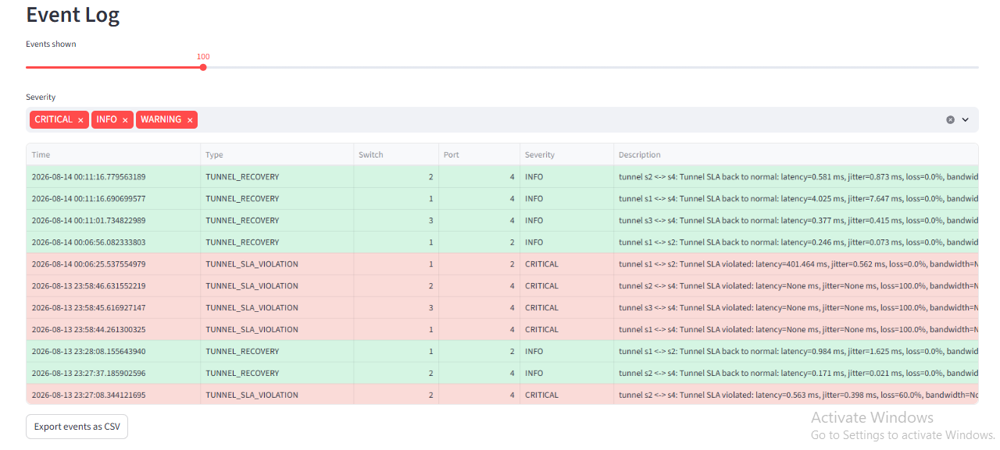 Event Log
Events shown
100
Severity
CRITICAL × INFO × WARNING ×
Time Type Switch Port Severity Description
2026-08-14 00:11:16.779563189 TUNNEL_RECOVERY 2 4 INFO tunnel s2 <-> s4: Tunnel SLA back to normal: latency=0.581 ms, jitter=0.873 ms, loss=0.0%, bandwid
2026-08-14 00:11:16.690699577 TUNNEL_RECOVERY 1 4 INFO tunnel s1 <-> s4: Tunnel SLA back to normal: latency=4.025 ms, jitter=7.647 ms, loss=0.0%, bandwid
2026-08-14 00:11:01.734822989 TUNNEL_RECOVERY 3 4 INFO tunnel s3 <-> s4: Tunnel SLA back to normal: latency=0.377 ms, jitter=0.415 ms, loss=0.0%, bandwid
2026-08-14 00:06:56.082333803 TUNNEL_RECOVERY 1 2 INFO tunnel s1 <-> s2: Tunnel SLA back to normal: latency=0.246 ms, jitter=0.073 ms, loss=0.0%, bandwid
2026-08-14 00:06:25.537554979 TUNNEL_SLA_VIOLATION 1 2 CRITICAL tunnel s1 <-> s2: Tunnel SLA violated: latency=401.464 ms, jitter=0.562 ms, loss=0.0%, bandwidth=N
2026-08-13 23:58:46.631552219 TUNNEL_SLA_VIOLATION 2 4 CRITICAL tunnel s2 <-> s4: Tunnel SLA violated: latency=None ms, jitter=None ms, loss=100.0%, bandwidth=N
2026-08-13 23:58:45.616927147 TUNNEL_SLA_VIOLATION 3 4 CRITICAL tunnel s3 <-> s4: Tunnel SLA violated: latency=None ms, jitter=None ms, loss=100.0%, bandwidth=N
2026-08-13 23:58:44.261300325 TUNNEL_SLA_VIOLATION 1 4 CRITICAL tunnel s1 <-> s4: Tunnel SLA violated: latency=None ms, jitter=None ms, loss=100.0%, bandwidth=N
2026-08-13 23:28:08.155643940 TUNNEL_RECOVERY 1 2 INFO tunnel s1 <-> s2: Tunnel SLA back to normal: latency=0.984 ms, jitter=1.625 ms, loss=0.0%, bandwid
2026-08-13 23:27:37.185902596 TUNNEL_RECOVERY 2 4 INFO tunnel s2 <-> s4: Tunnel SLA back to normal: latency=0.171 ms, jitter=0.021 ms, loss=0.0%, bandwid
2026-08-13 23:27:08.344121695 TUNNEL_SLA_VIOLATION 2 4 CRITICAL tunnel s2 <-> s4: Tunnel SLA violated: latency=0.563 ms, jitter=0.398 ms, loss=60.0%, bandwidth=No
Export events as CSV
Activate Windows
Go to Settings to activate Windows.